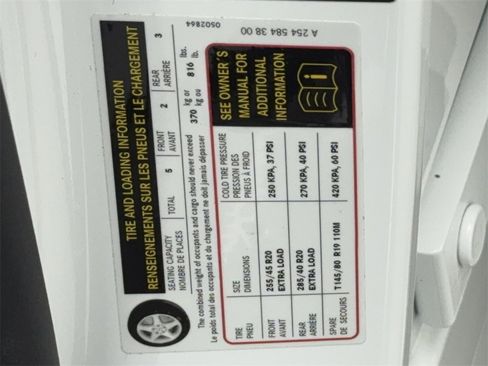 TIRE AND LOADING INFORMATION
RENSEIGNEMENTS SUR LES PNEUS ET LE CHARGEMENT
SEATING CAPACITY TOTAL 5 FRONT 2 REAR 3
NOMBRE DE PLACES AVANT ARRIÈRE
The combined weight of occupants and cargo should never exceed 370 kg or 816 lbs.
Le poids total des occupants et du chargement ne doit jamais dépasser kg ou lb.
TIRE SIZE COLD TIRE PRESSURE
PNEU DIMENSIONS PRESSION DES
PNEUS À FROID
FRONT 255/45 R20 250 KPA, 37 PSI
AVANT EXTRA LOAD
REAR 285/40 R20 270 KPA, 40 PSI
ARRIÈRE EXTRA LOAD
SPARE T145/80 R19 110M 420 KPA, 60 PSI
DE SECOURS
SEE OWNER'S
MANUAL FOR
ADDITIONAL
INFORMATION
0502864
A 254 584 38 00